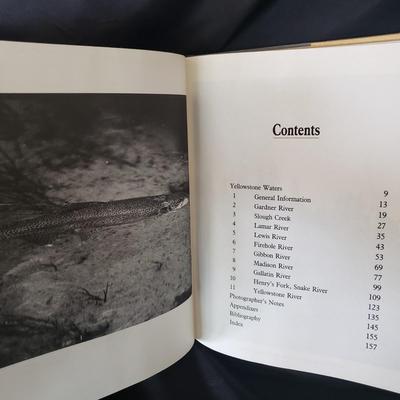 Contents
Yellowstone Waters 9
1 General Information 13
2 Gardner River 19
3 Slough Creek 27
4 Lamar River 35
5 Lewis River 43
6 Firehole River 53
7 Gibbon River 69
8 Madison River 77
9 Gallatin River 99
10 Henry's Fork, Snake River 109
11 Yellowstone River 123
Photographer's Notes 135
Appendixes 145
Bibliography 155
Index 157